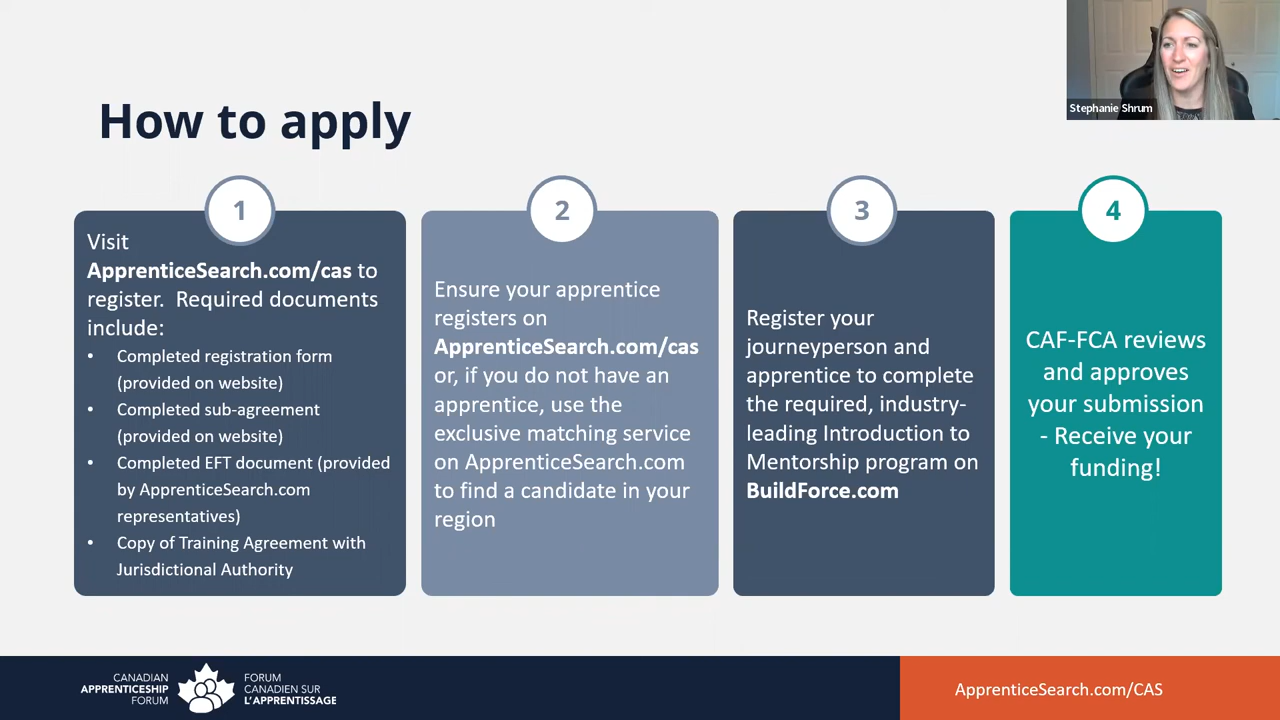 Stephanie Shrum
How to apply
1
Visit
ApprenticeSearch.com/cas to
register.  Required documents
include:
• Completed registration form
(provided on website)
• Completed sub-agreement
(provided on website)
• Completed EFT document (provided
by ApprenticeSearch.com
representatives)
• Copy of Training Agreement with
Jurisdictional Authority
2
Ensure your apprentice
registers on
ApprenticeSearch.com/cas
or, if you do not have an
apprentice, use the
exclusive matching service
on ApprenticeSearch.com
to find a candidate in your
region
3
Register your
journeyperson and
apprentice to complete
the required, industry-
leading Introduction to
Mentorship program on
BuildForce.com
4
CAF-FCA reviews
and approves
your submission
- Receive your
funding!
CANADIAN
APPRENTICESHIP
FORUM
FORUM
CANADIEN SUR
L'APPRENTISSAGE
ApprenticeSearch.com/CAS